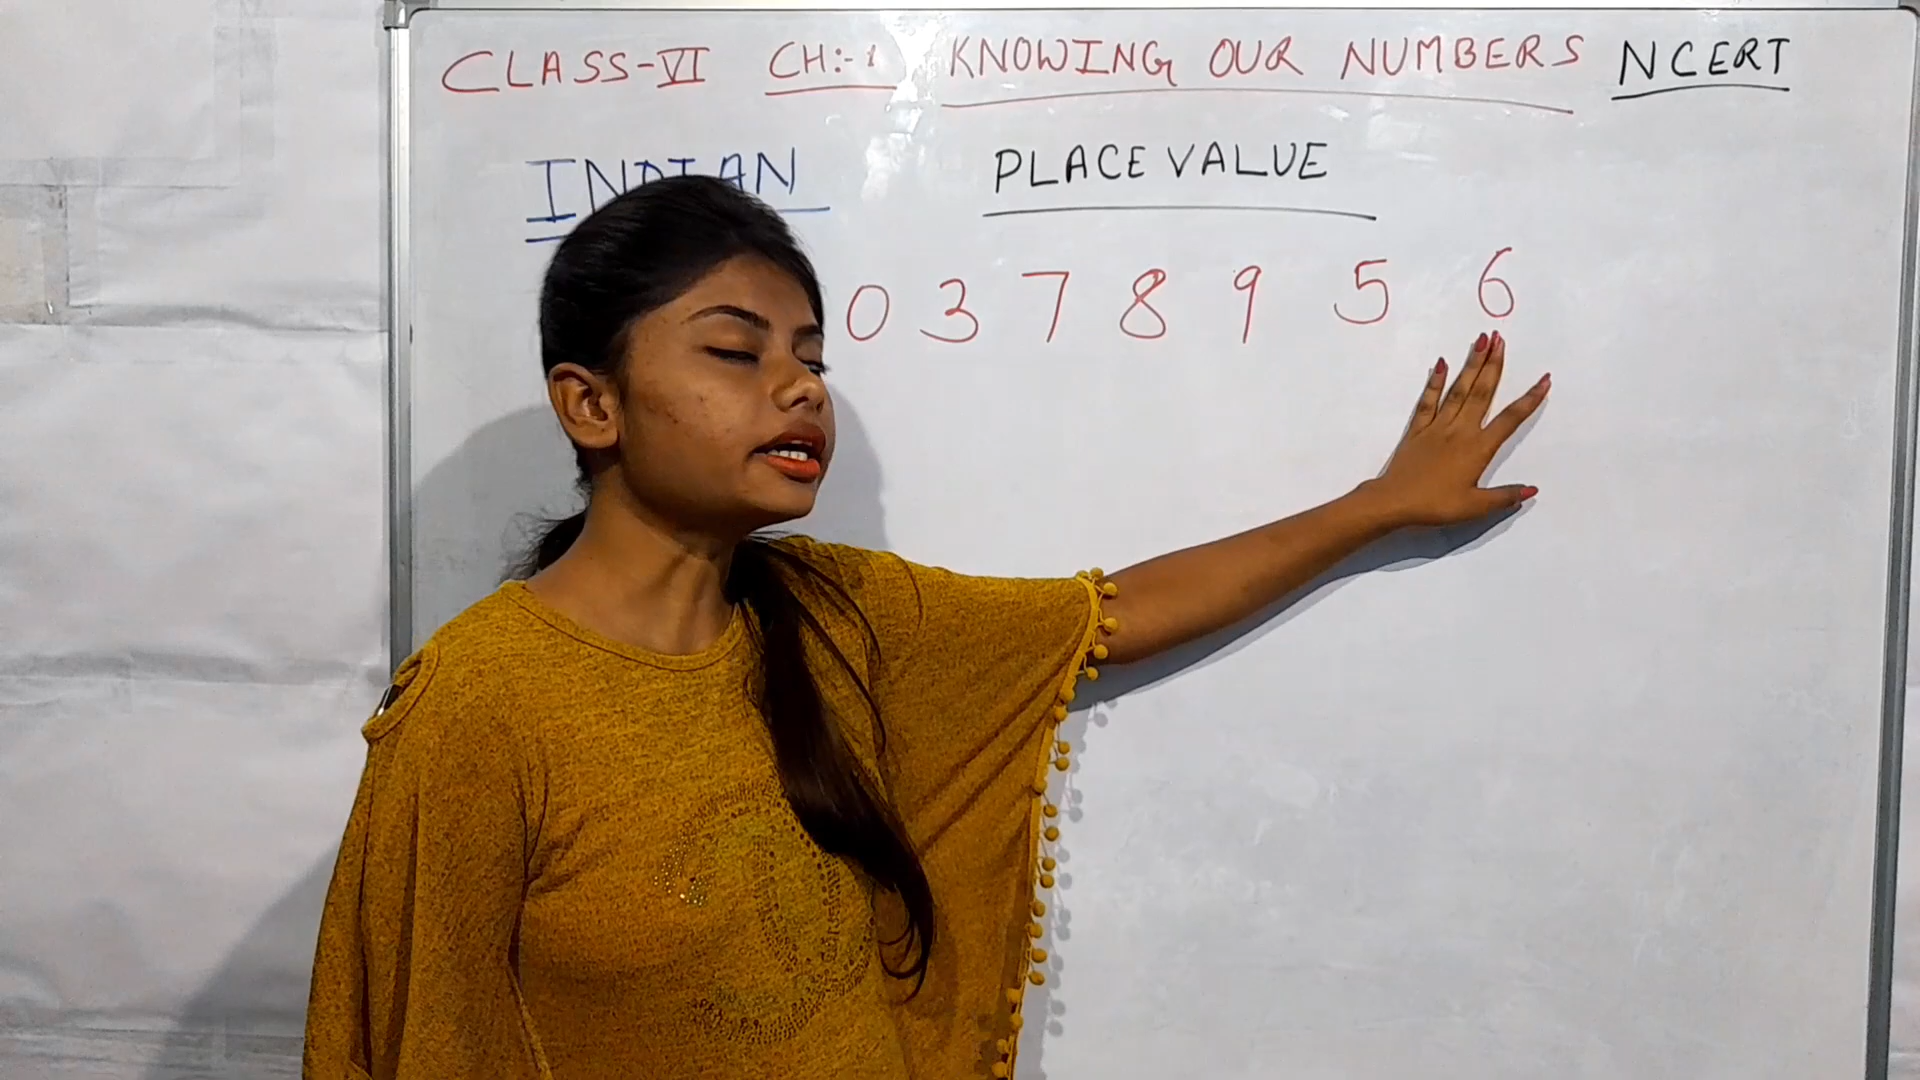 CLASS-VI CH:-1 KNOWING OUR NUMBERS NCERT
INDIAN PLACE VALUE
0 3 7 8 9 5 6